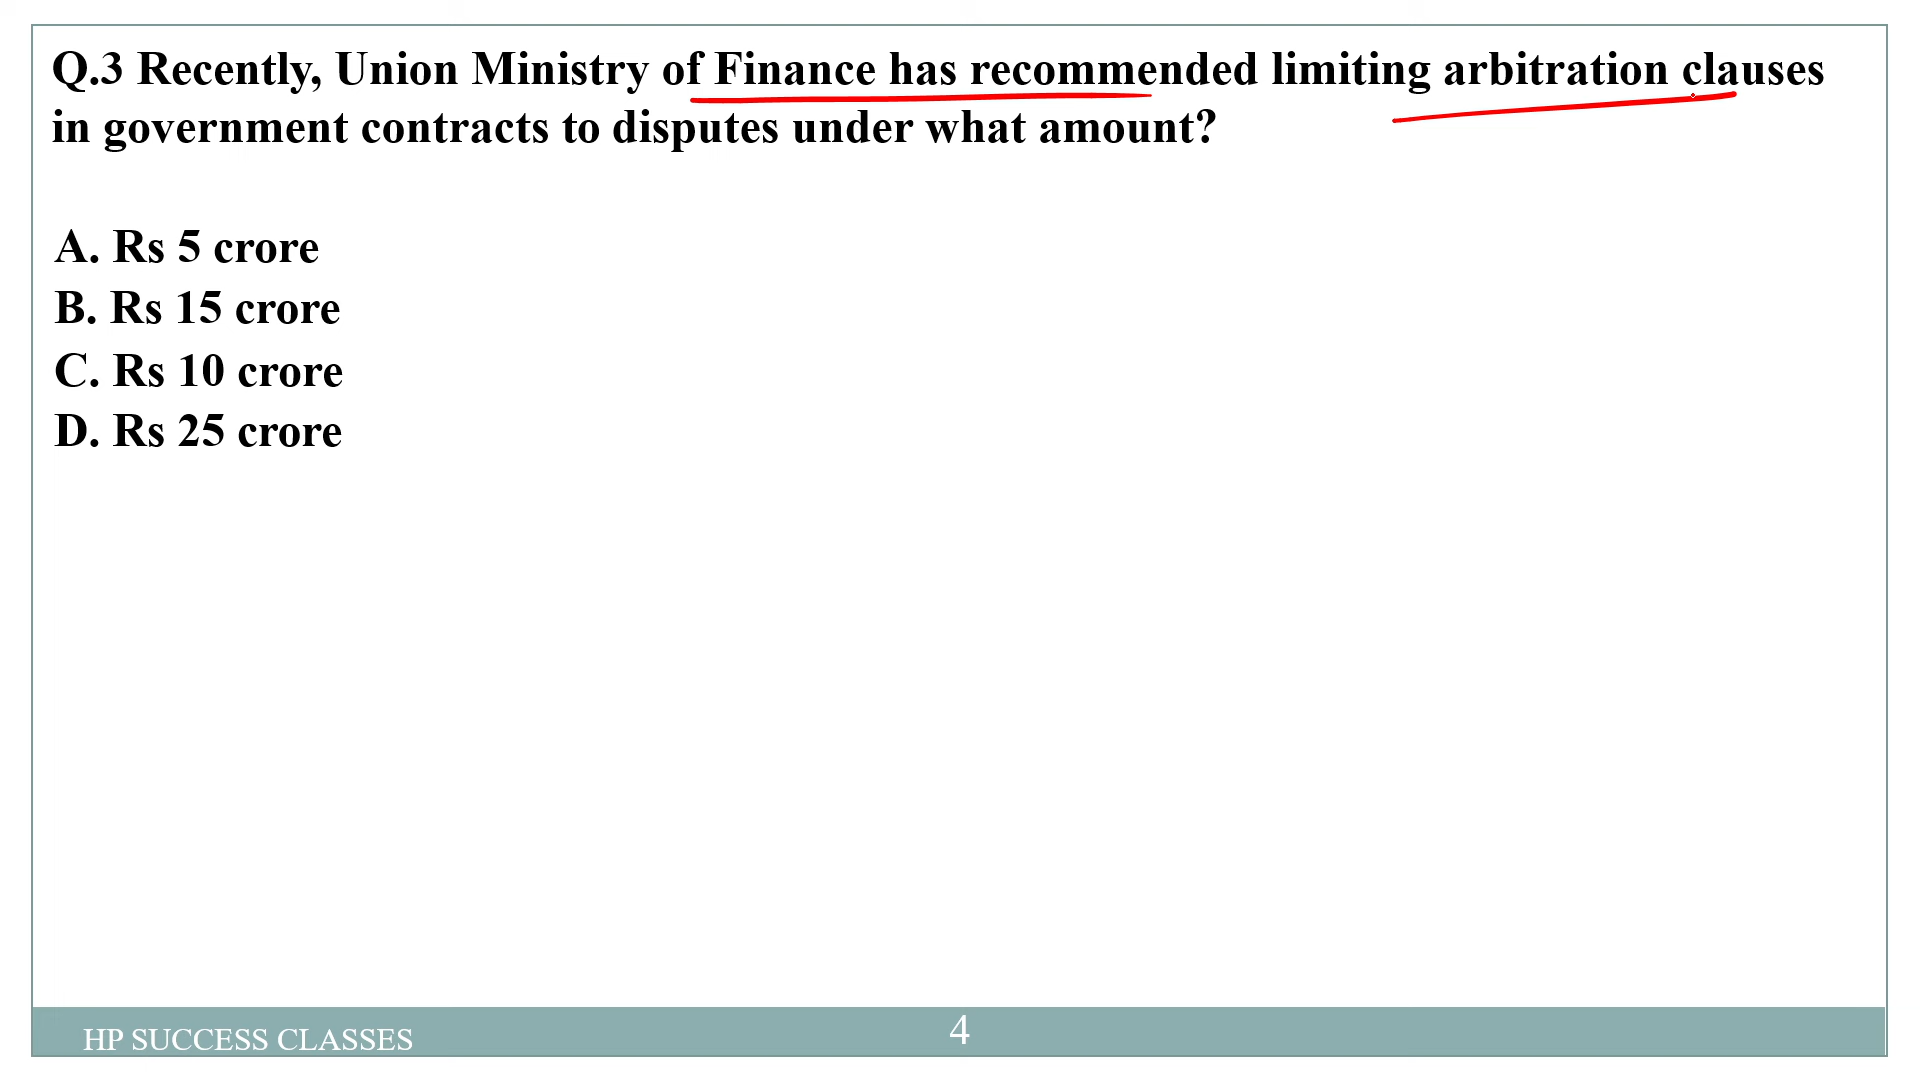 Q.3 Recently, Union Ministry of Finance has recommended limiting arbitration clauses
in government contracts to disputes under what amount?
A. Rs 5 crore
B. Rs 15 crore
C. Rs 10 crore
D. Rs 25 crore
HP SUCCESS CLASSES
4